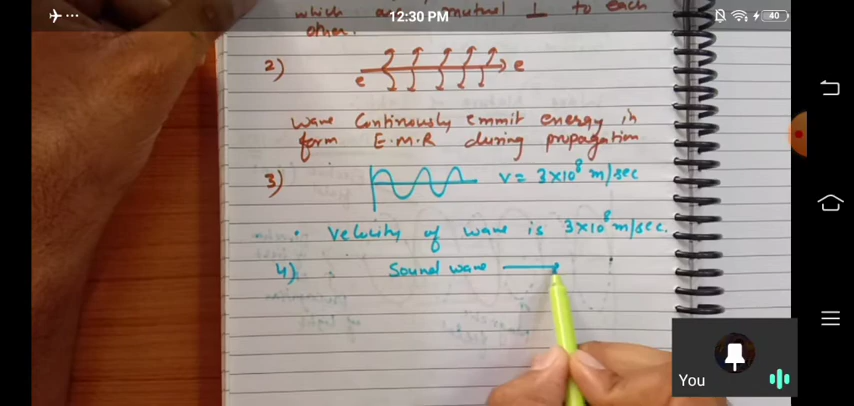 12:30 PM
40
which are mutual ⊥ to each
other.
2)
e
e
Wave Continously emmit energy in
form E.M.R during propagation
3)
v = 3×10⁸ m/sec
∴ Velocity of wave is 3×10⁸ m/sec.
4)
Sound wave
You